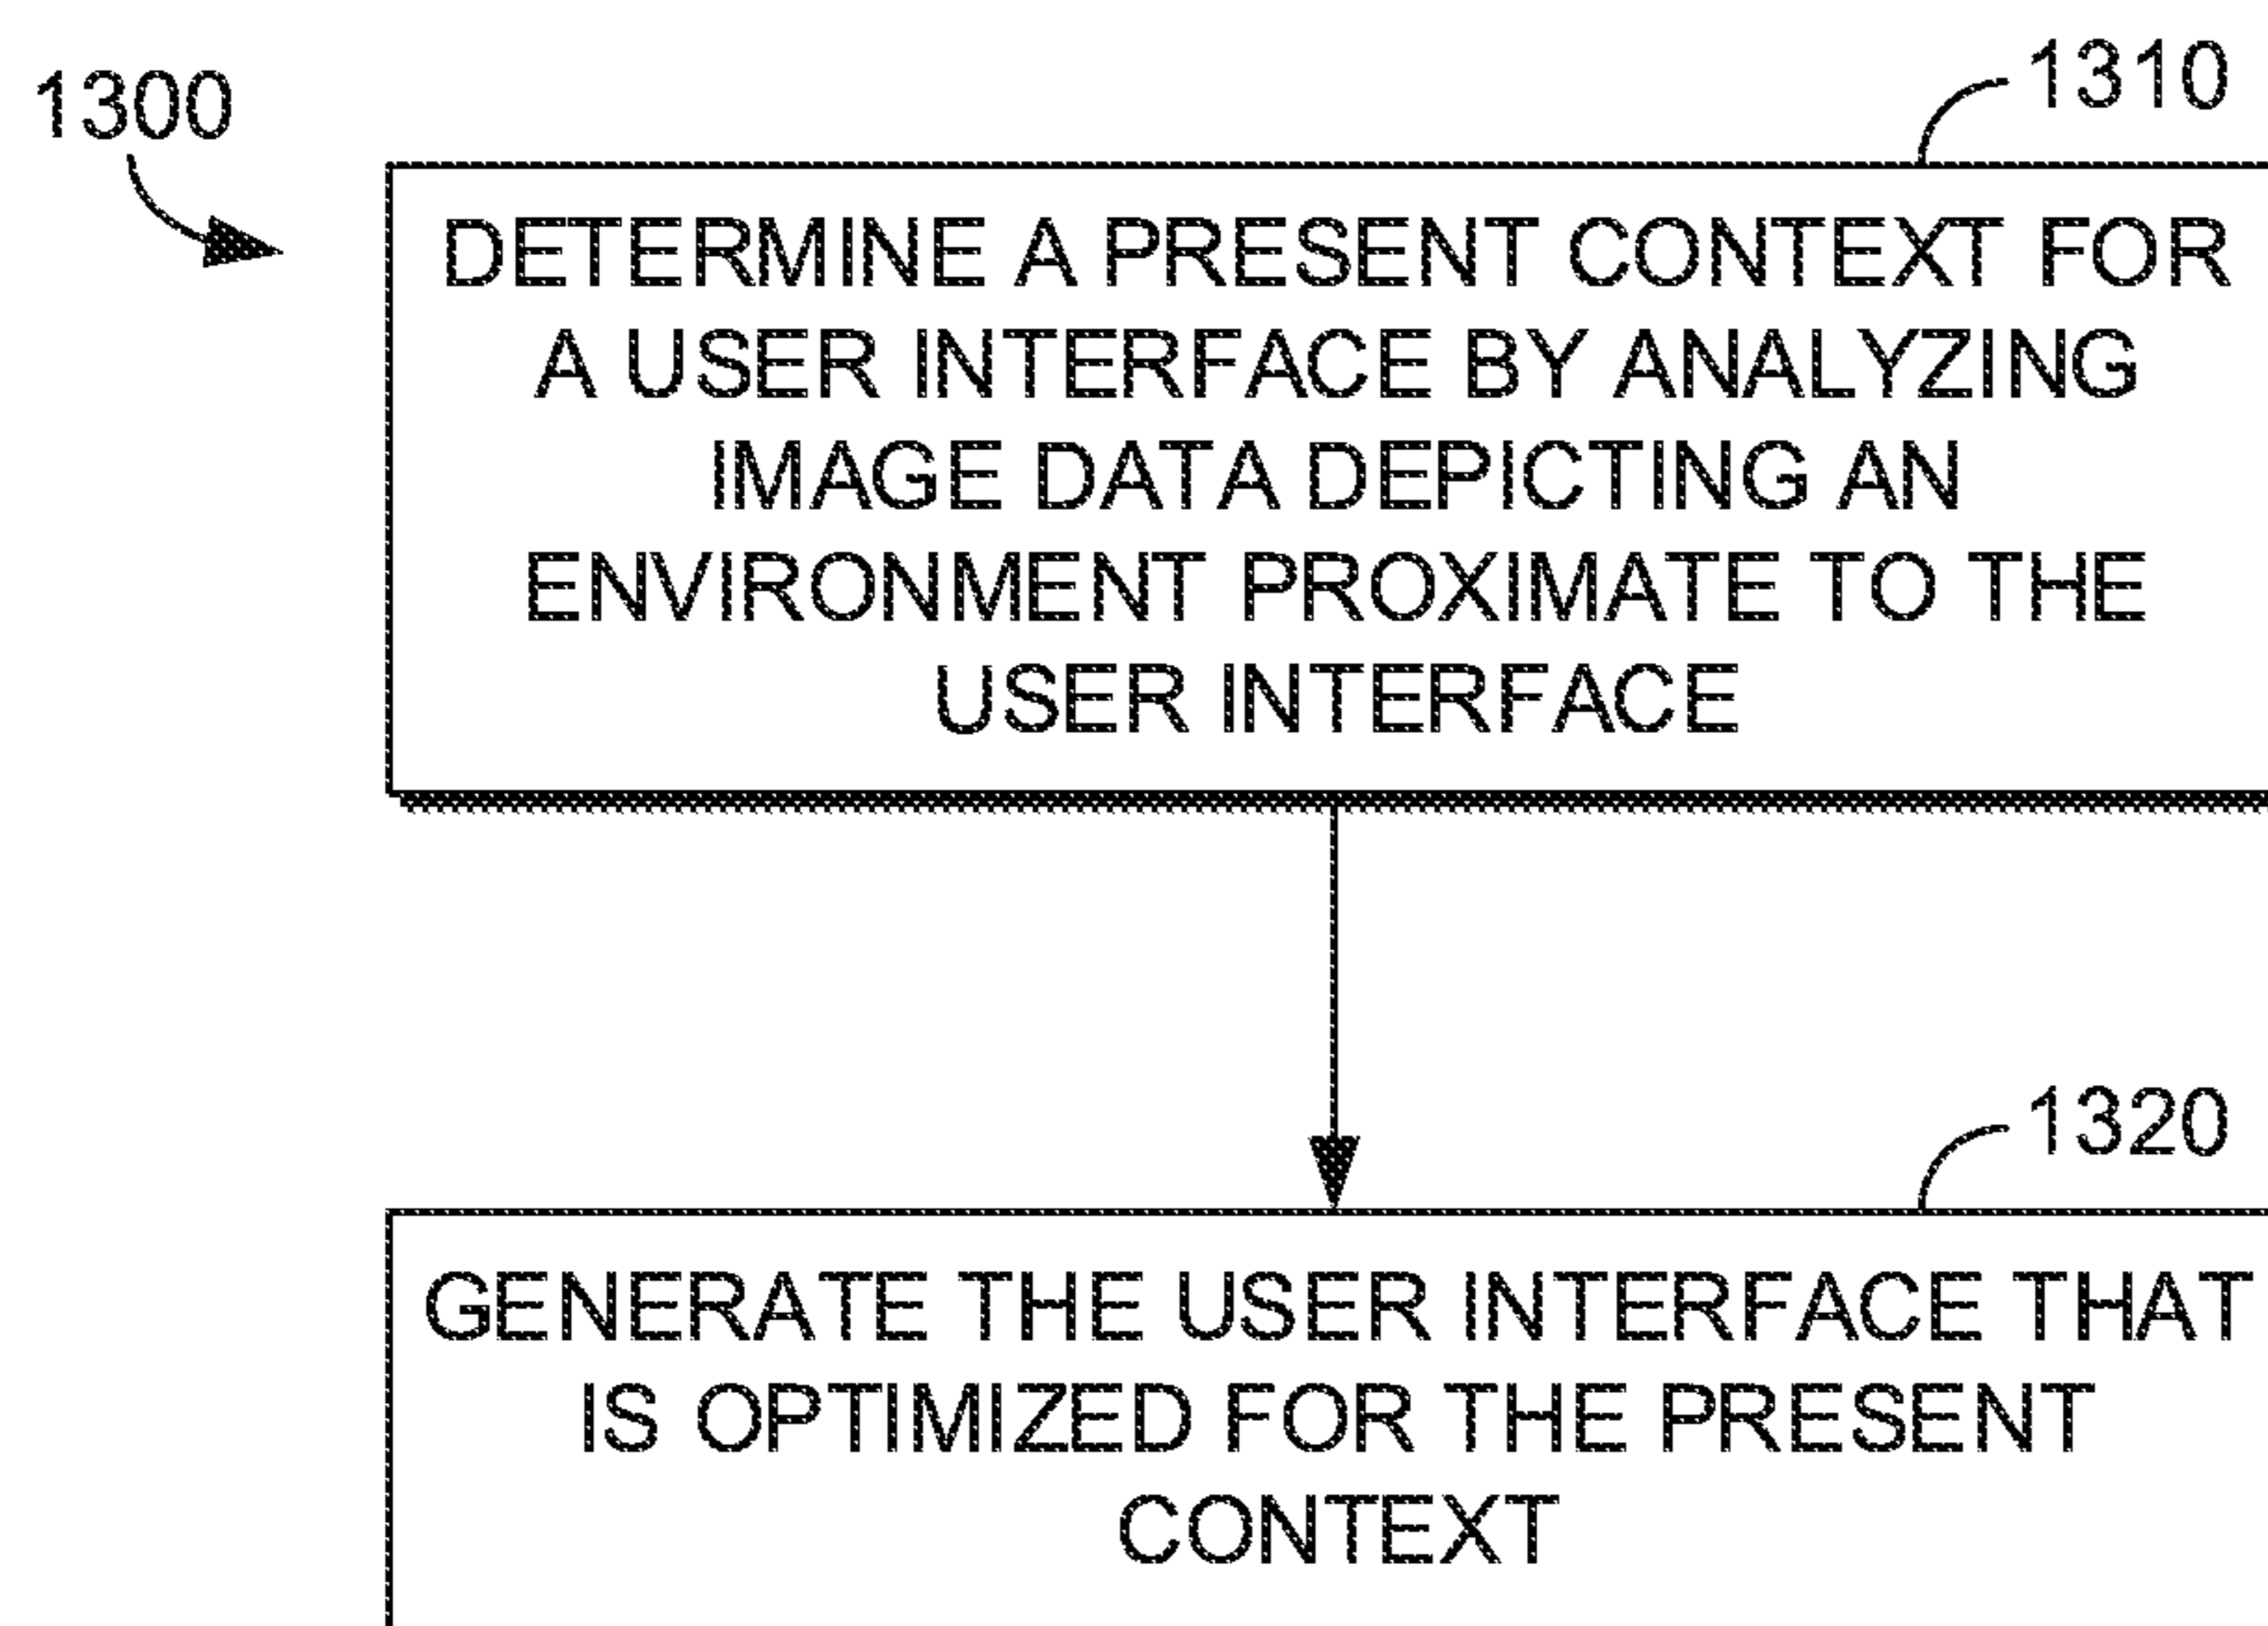 1300
1310
DETERMINE A PRESENT CONTEXT FOR
A USER INTERFACE BY ANALYZING
IMAGE DATA DEPICTING AN
ENVIRONMENT PROXIMATE TO THE
USER INTERFACE
1320
GENERATE THE USER INTERFACE THAT
IS OPTIMIZED FOR THE PRESENT
CONTEXT